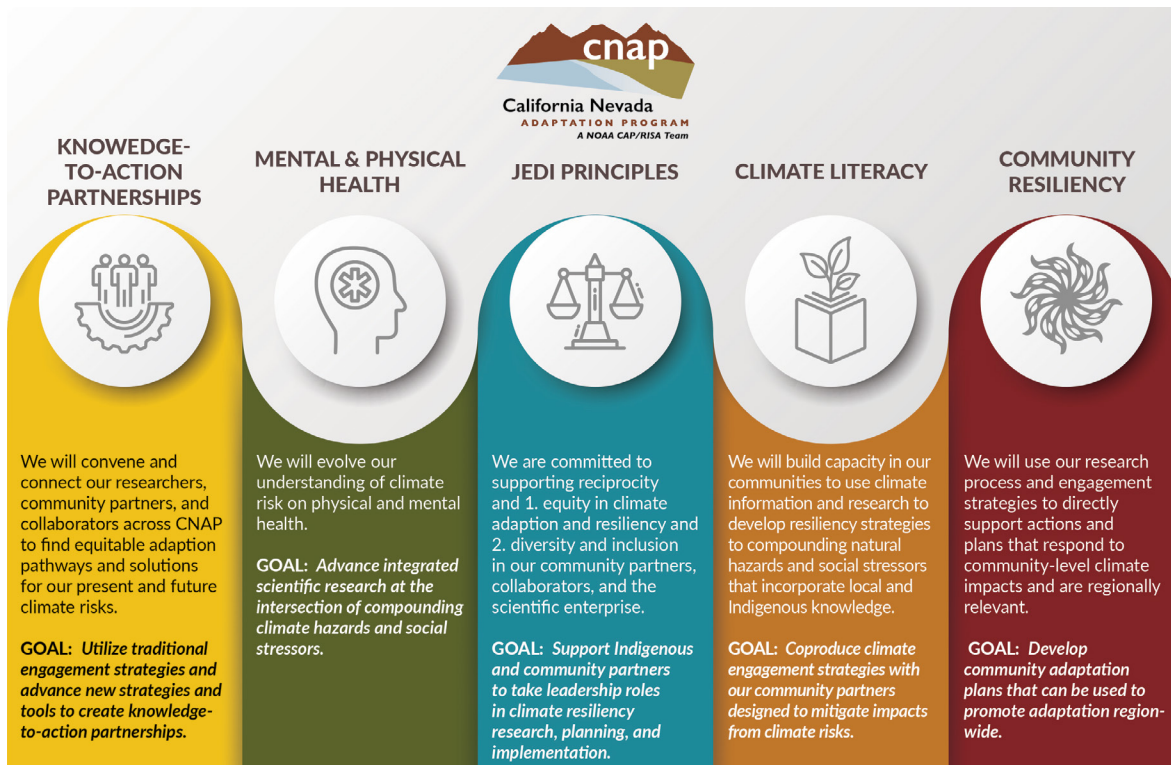 cnap
California Nevada
ADAPTATION PROGRAM
A NOAA CAP/RISA Team
KNOWEDGE-
TO-ACTION
PARTNERSHIPS
We will convene and
connect our researchers,
community partners, and
collaborators across CNAP
to find equitable adaption
pathways and solutions
for our present and future
climate risks.
GOAL: Utilize traditional
engagement strategies and
advance new strategies and
tools to create knowledge-
to-action partnerships.
MENTAL & PHYSICAL
HEALTH
We will evolve our
understanding of climate
risk on physical and mental
health.
GOAL: Advance integrated
scientific research at the
intersection of compounding
climate hazards and social
stressors.
JEDI PRINCIPLES
We are committed to
supporting reciprocity
and 1. equity in climate
adaption and resiliency and
2. diversity and inclusion
in our community partners,
collaborators, and the
scientific enterprise.
GOAL: Support Indigenous
and community partners
to take leadership roles
in climate resiliency
research, planning, and
implementation.
CLIMATE LITERACY
We will build capacity in our
communities to use climate
information and research to
develop resiliency strategies
to compounding natural
hazards and social stressors
that incorporate local and
Indigenous knowledge.
GOAL: Coproduce climate
engagement strategies with
our community partners
designed to mitigate impacts
from climate risks.
COMMUNITY
RESILIENCY
We will use our research
process and engagement
strategies to directly
support actions and
plans that respond to
community-level climate
impacts and are regionally
relevant.
GOAL: Develop
community adaptation
plans that can be used to
promote adaptation region-
wide.